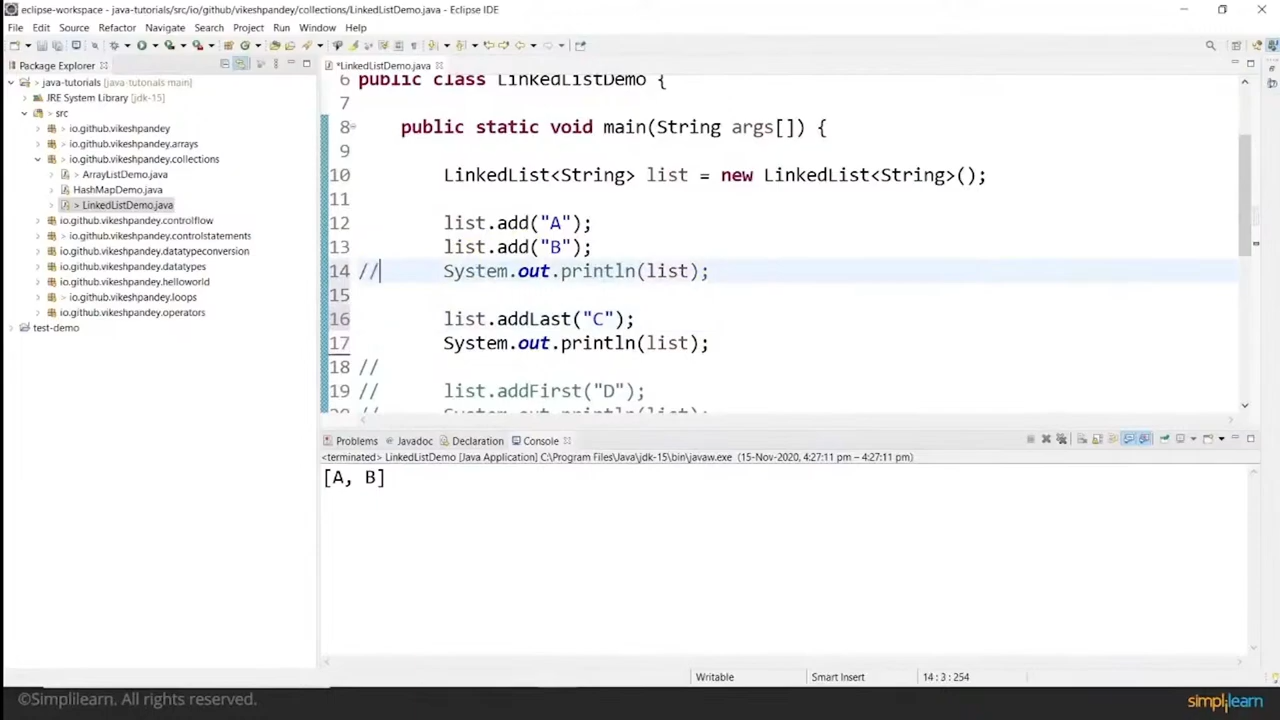 eclipse-workspace - java-tutorials/src/io/github/vikeshpandey/collections/LinkedListDemo.java - Eclipse IDE
File Edit Source Refactor Navigate Search Project Run Window Help
Package Explorer
java-tutorials [java-tutorials main]
JRE System Library [jdk-15]
> src
> io.github.vikeshpandey
> io.github.vikeshpandey.arrays
> io.github.vikeshpandey.collections
> ArrayListDemo.java
HashMapDemo.java
> LinkedListDemo.java
io.github.vikeshpandey.controlflow
> io.github.vikeshpandey.controlstatements
io.github.vikeshpandey.datatypeconversion
io.github.vikeshpandey.datatypes
io.github.vikeshpandey.helloworld
> io.github.vikeshpandey.loops
io.github.vikeshpandey.operators
test-demo
*LinkedListDemo.java
6 public class LinkedListDemo {
7
8 public static void main(String args[]) {
9
10 LinkedList<String> list = new LinkedList<String>();
11
12 list.add("A");
13 list.add("B");
14 // System.out.println(list);
15
16 list.addLast("C");
17 System.out.println(list);
18 //
19 // list.addFirst("D");
20 // System.out.println(list);
Problems Javadoc Declaration Console
<terminated> LinkedListDemo [Java Application] C:\Program Files\Java\jdk-15\bin\javaw.exe (15-Nov-2020, 4:27:11 pm – 4:27:11 pm)
[A, B]
Writable Smart Insert 14 : 3 : 254
©Simplilearn. All rights reserved.
simplilearn